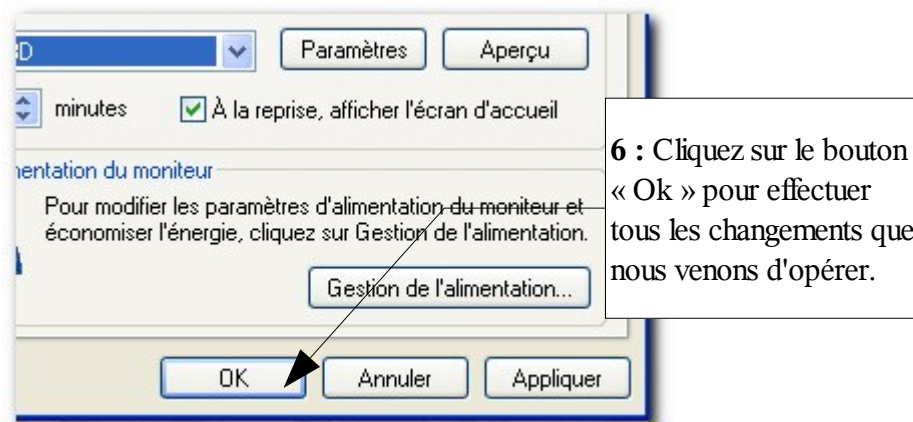 Paramètres Aperçu
minutes À la reprise, afficher l'écran d'accueil
du moniteur
Pour modifier les paramètres d'alimentation du moniteur et
économiser l'énergie, cliquez sur Gestion de l'alimentation.
Gestion de l'alimentation...
OK Annuler Appliquer
6 : Cliquez sur le bouton
« Ok » pour effectuer
tous les changements que
nous venons d'opérer.